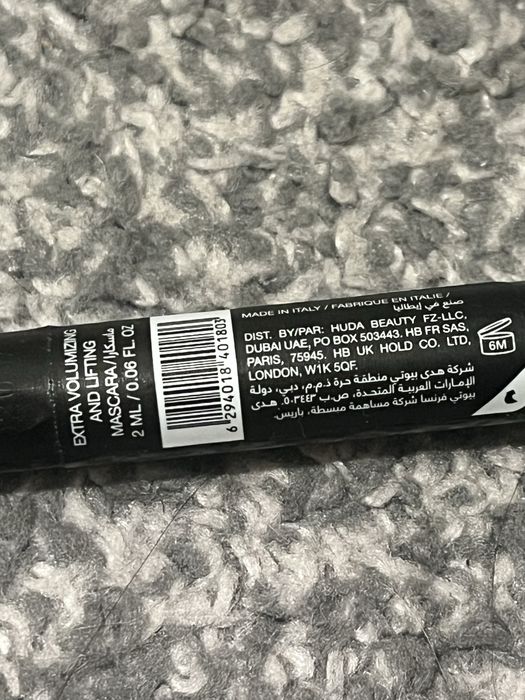 EXTRA VOLUMIZING
AND LIFTING
MASCARA / ماسكارا
2 ML / 0.06 FL OZ
6 294018 401803
MADE IN ITALY / FABRIQUE EN ITALIE /
صنع في إيطاليا
DIST. BY/PAR: HUDA BEAUTY FZ-LLC,
DUBAI UAE, PO BOX 503443. HB FR SAS,
PARIS, 75945. HB UK HOLD CO. LTD,
LONDON, W1K 5QF.
شركة هدى بيوتي منطقة حرة ذ.م.م، دبي، دولة
الإمارات العربية المتحدة، ص.ب ٥٠٣٤٤٣. هدى
بيوتي فرنسا شركة مساهمة مبسطة، باريس.
6M